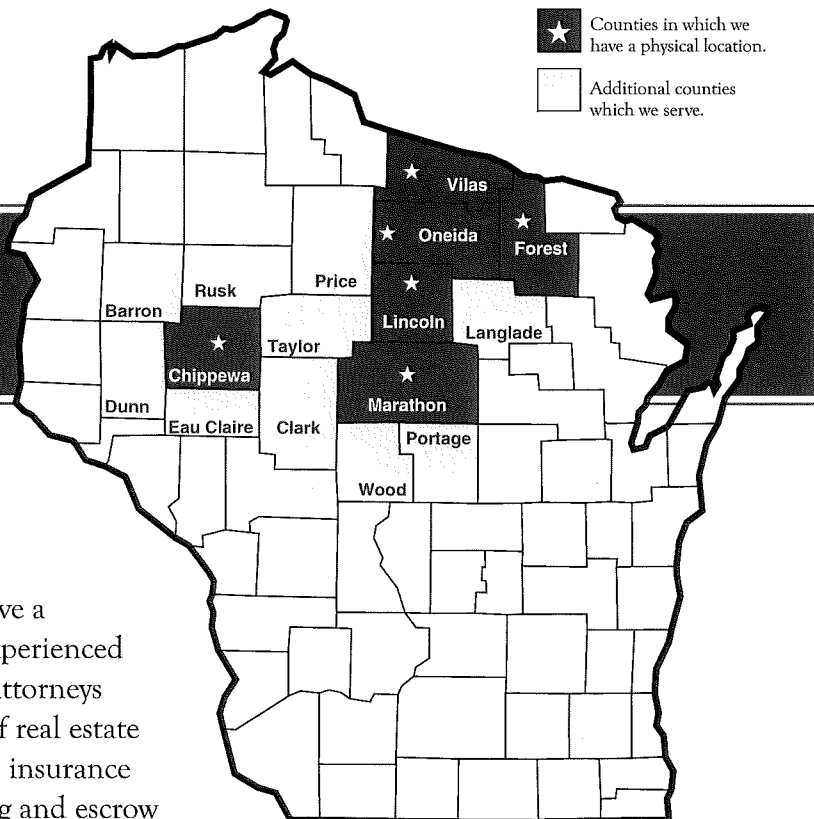 Counties in which we
have a physical location.
Additional counties
which we serve.
Vilas
Oneida
Forest
Price
Rusk
Barron
Lincoln
Langlade
Taylor
Chippewa
Marathon
Dunn
Eau Claire
Clark
Portage
Wood
ve a
perienced
ttorneys
f real estate
insurance
g and escrow